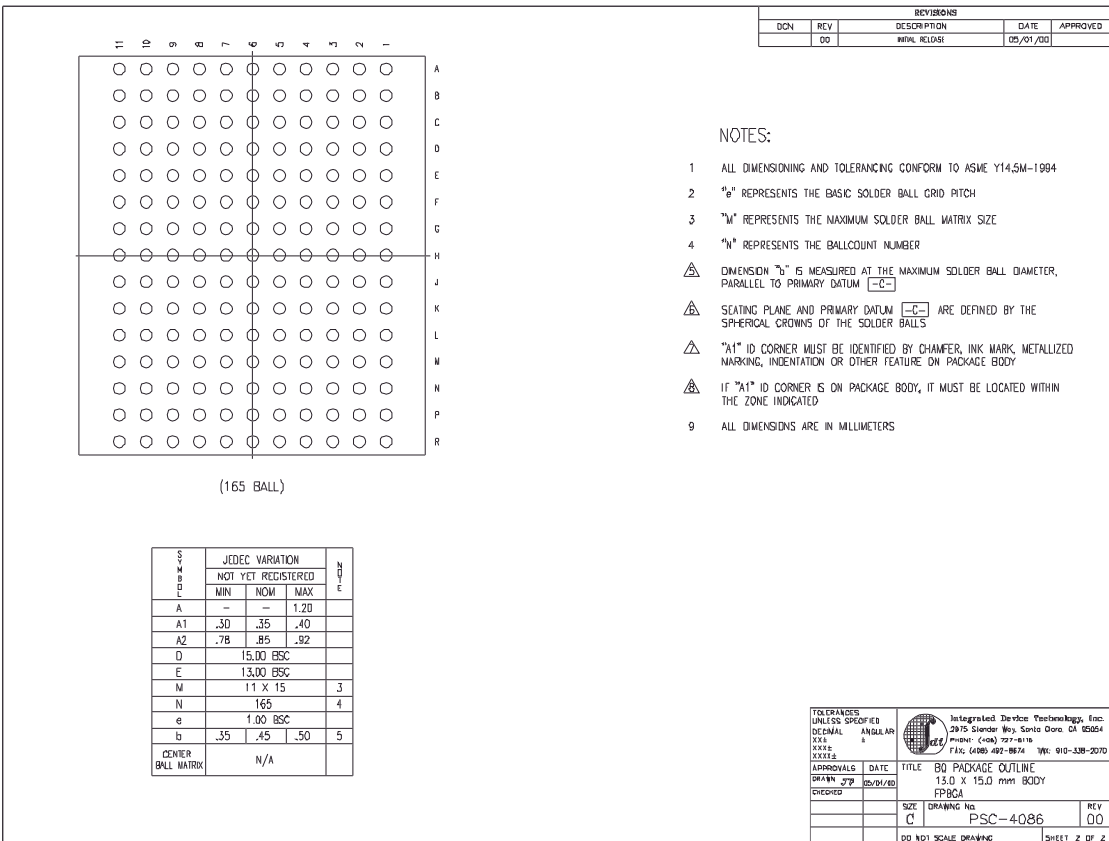 REVISIONS
DCN REV DESCRIPTION DATE APPROVED
00 INITIAL RELEASE 05/01/00
11 10 9 8 7 6 5 4 3 2 1
A
B
C
D
E
F
G
H
J
K
L
M
N
P
R
(165 BALL)
NOTES:
1 ALL DIMENSIONING AND TOLERANCING CONFORM TO ASME Y14.5M-1994
2 "e" REPRESENTS THE BASIC SOLDER BALL GRID PITCH
3 "M" REPRESENTS THE MAXIMUM SOLDER BALL MATRIX SIZE
4 "N" REPRESENTS THE BALLCOUNT NUMBER
5 DIMENSION "b" IS MEASURED AT THE MAXIMUM SOLDER BALL DIAMETER,
PARALLEL TO PRIMARY DATUM -C-
6 SEATING PLANE AND PRIMARY DATUM -C- ARE DEFINED BY THE
SPHERICAL CROWNS OF THE SOLDER BALLS
7 "A1" ID CORNER MUST BE IDENTIFIED BY CHAMFER, INK MARK, METALLIZED
MARKING, INDENTATION OR OTHER FEATURE ON PACKAGE BODY
8 IF "A1" ID CORNER IS ON PACKAGE BODY, IT MUST BE LOCATED WITHIN
THE ZONE INDICATED
9 ALL DIMENSIONS ARE IN MILLIMETERS
SYMBOL JEDEC VARIATION NOTE
NOT YET REGISTERED
MIN NOM MAX
A - - 1.20
A1 .30 .35 .40
A2 .78 .85 .92
D 15.00 BSC
E 13.00 BSC
M 11 X 15 3
N 165 4
e 1.00 BSC
b .35 .45 .50 5
CENTER
BALL MATRIX N/A
TOLERANCES
UNLESS SPECIFIED
DECIMAL ANGULAR
XX± ±
XXX±
XXXX±
idt
Integrated Device Technology, Inc.
2975 Stender Way, Santa Clara, CA 95054
PHONE: (408) 727-6116
FAX: (408) 492-8674 TWX: 910-338-2070
APPROVALS DATE
DRAWN 05/01/00
CHECKED
TITLE BQ PACKAGE OUTLINE
13.0 X 15.0 mm BODY
FPBGA
SIZE DRAWING No. REV
C PSC-4086 00
DO NOT SCALE DRAWING SHEET 2 OF 2